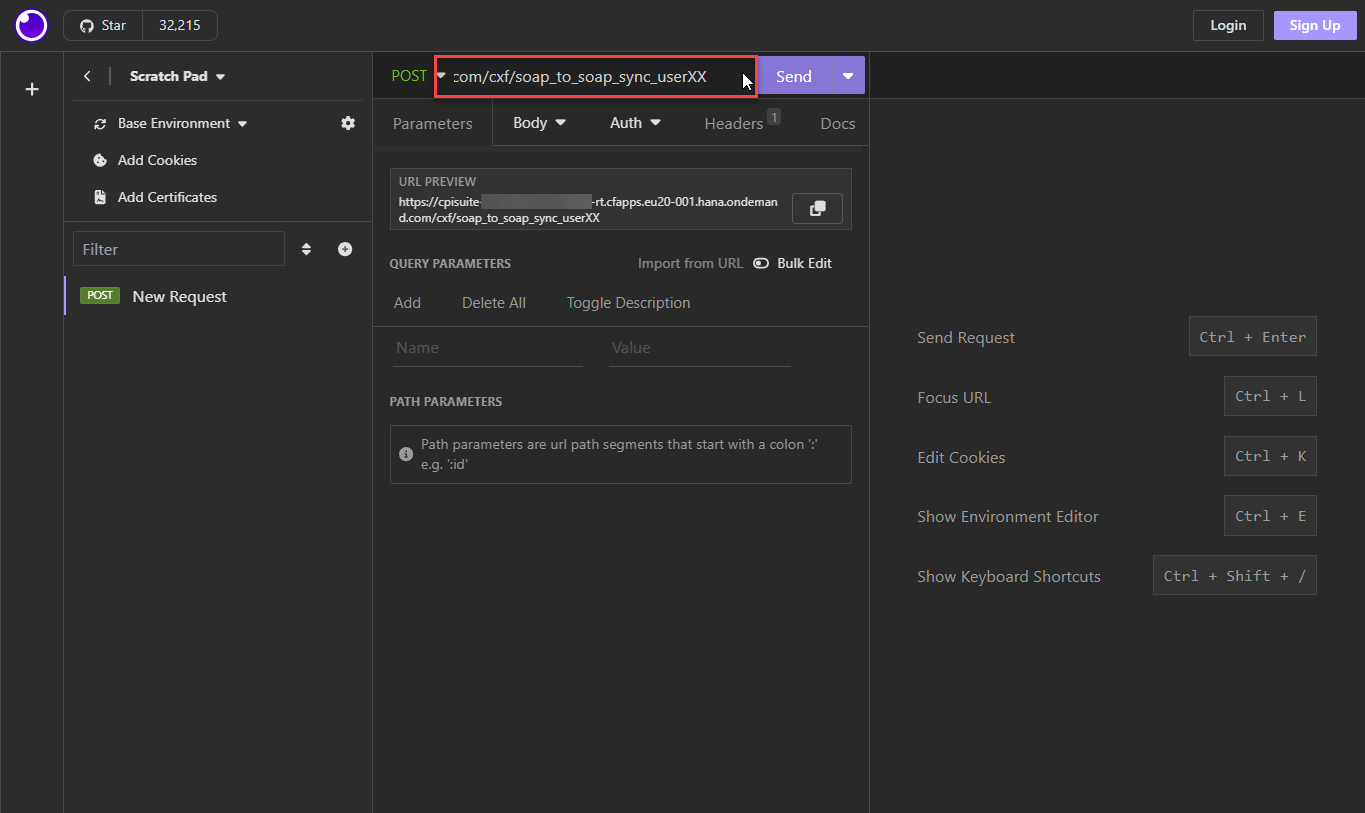 Star 32,215 Login Sign Up
Scratch Pad
POST com/cxf/soap_to_soap_sync_userXX Send
Base Environment
Add Cookies
Add Certificates
Filter
POST New Request
Parameters Body Auth Headers 1 Docs
URL PREVIEW
https://cpisuite- -rt.cfapps.eu20-001.hana.ondeman
d.com/cxf/soap_to_soap_sync_userXX
QUERY PARAMETERS Import from URL Bulk Edit
Add Delete All Toggle Description
Name Value
PATH PARAMETERS
Path parameters are url path segments that start with a colon ':'
e.g. ':id'
Send Request Ctrl + Enter
Focus URL Ctrl + L
Edit Cookies Ctrl + K
Show Environment Editor Ctrl + E
Show Keyboard Shortcuts Ctrl + Shift + /